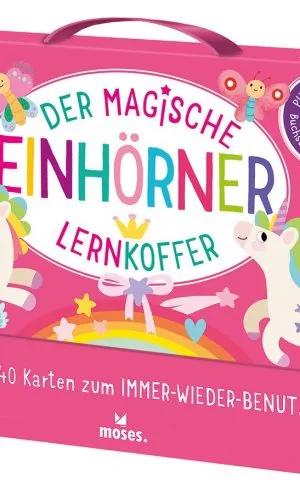 DER MAGISCHE
EINHÖRNER
LERNKOFFER
40 Karten zum IMMER-WIEDER-BENUTZ
moses.